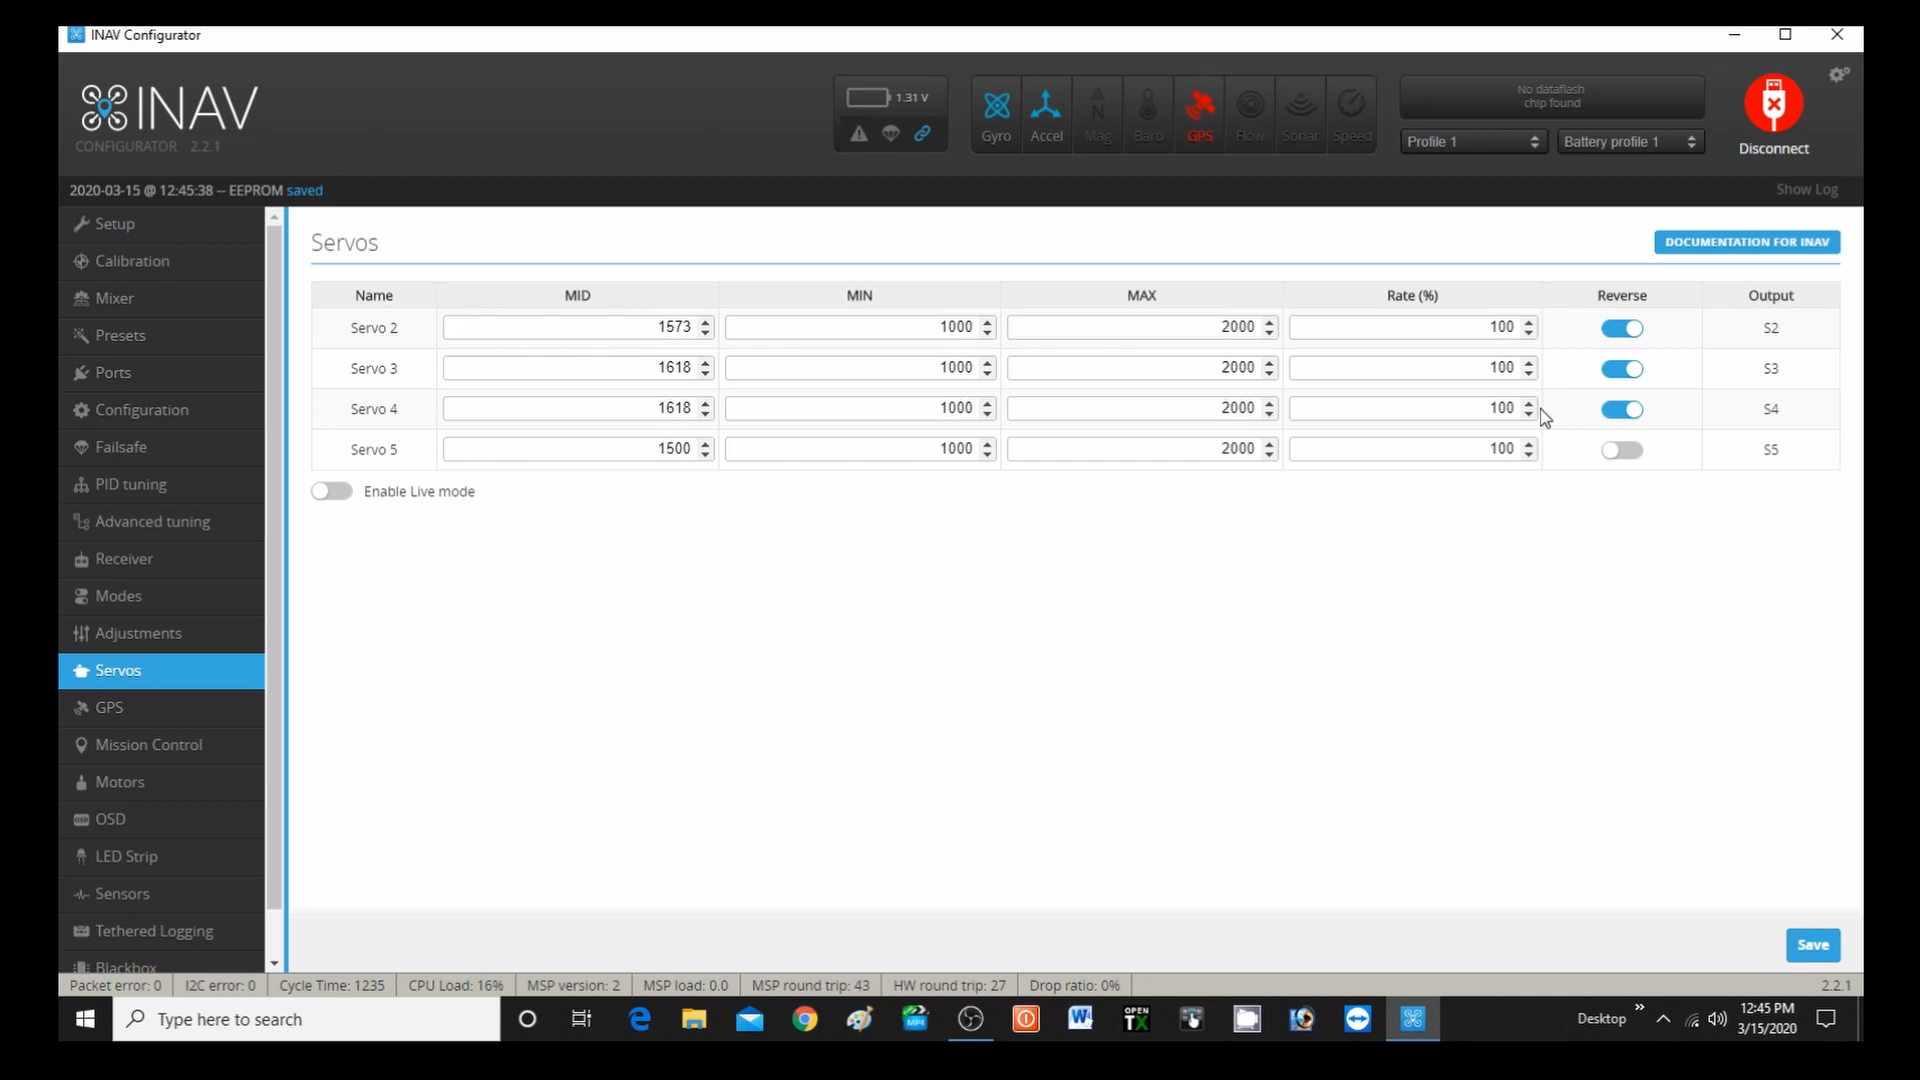 INAV Configurator
INAV
CONFIGURATOR 2.2.1
1.31 V
Gyro
Accel
Mag
Baro
GPS
Flow
Sonar
Speed
No dataflash
chip found
Profile 1
Battery profile 1
Disconnect
2020-03-15 @ 12:45:38 -- EEPROM saved
Show Log
Setup
Calibration
Mixer
Presets
Ports
Configuration
Failsafe
PID tuning
Advanced tuning
Receiver
Modes
Adjustments
Servos
GPS
Mission Control
Motors
OSD
LED Strip
Sensors
Tethered Logging
Blackbox
Servos
DOCUMENTATION FOR INAV
Name MID MIN MAX Rate (%) Reverse Output
Servo 2 1573 1000 2000 100 S2
Servo 3 1618 1000 2000 100 S3
Servo 4 1618 1000 2000 100 S4
Servo 5 1500 1000 2000 100 S5
Enable Live mode
Save
Packet error: 0 I2C error: 0 Cycle Time: 1235 CPU Load: 16% MSP version: 2 MSP load: 0.0 MSP round trip: 43 HW round trip: 27 Drop ratio: 0% 2.2.1
Type here to search
MP4
OPEN
TX
Desktop
12:45 PM
3/15/2020